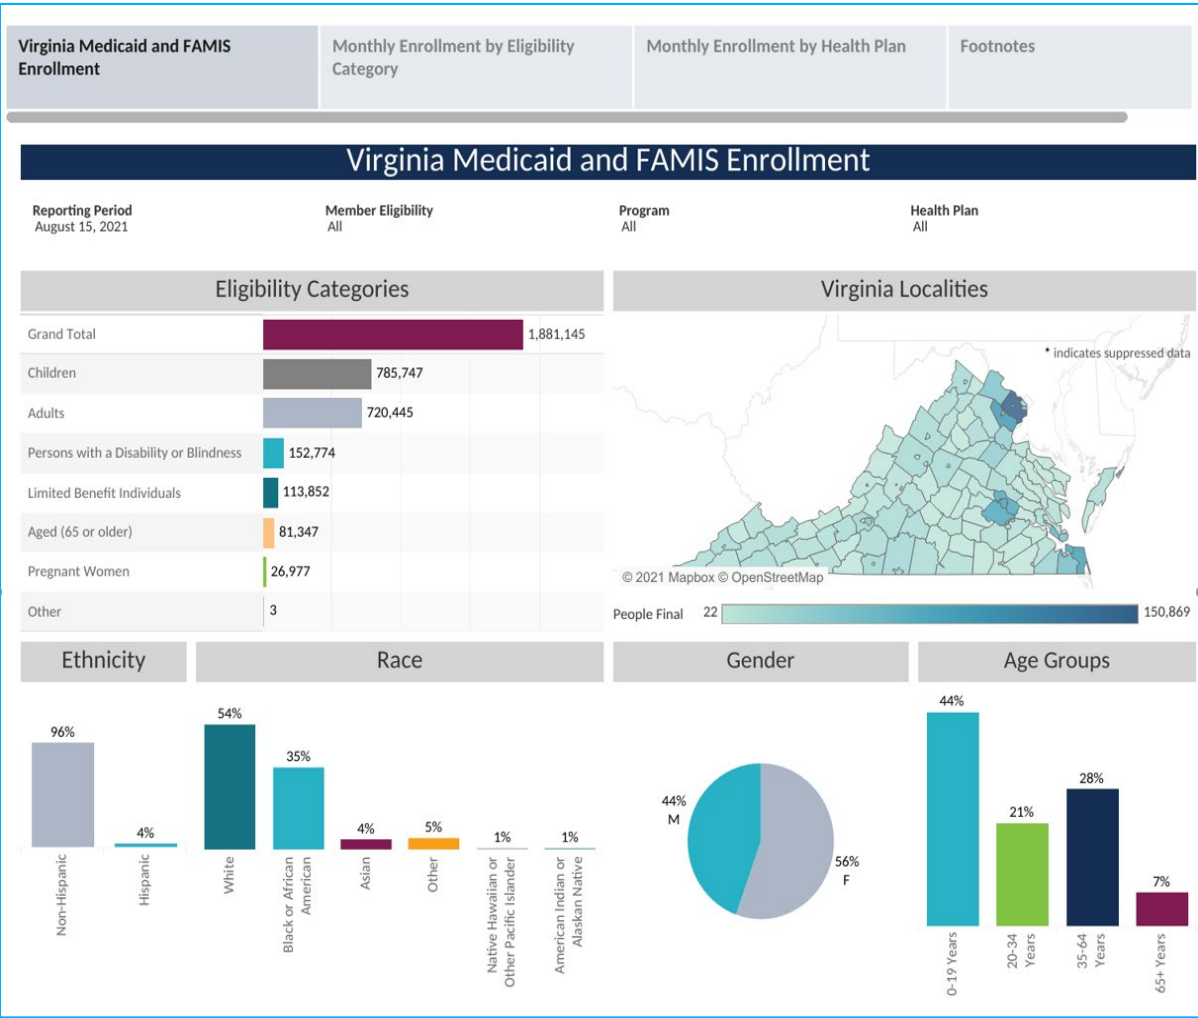 Virginia Medicaid and FAMIS
Enrollment
Monthly Enrollment by Eligibility
Category
Monthly Enrollment by Health Plan
Footnotes
Virginia Medicaid and FAMIS Enrollment
Reporting Period
August 15, 2021
Member Eligibility
All
Program
All
Health Plan
All
Eligibility Categories
Grand Total 1,881,145
Children 785,747
Adults 720,445
Persons with a Disability or Blindness 152,774
Limited Benefit Individuals 113,852
Aged (65 or older) 81,347
Pregnant Women 26,977
Other 3
Virginia Localities
* indicates suppressed data
© 2021 Mapbox © OpenStreetMap
People Final 22 150,869
Ethnicity
96%
4%
Non-Hispanic
Hispanic
Race
54%
35%
4%
5%
1%
1%
White
Black or African
American
Asian
Other
Native Hawaiian or
Other Pacific Islander
American Indian or
Alaskan Native
Gender
44%
M
56%
F
Age Groups
44%
21%
28%
7%
0-19 Years
20-34
Years
35-64
Years
65+ Years